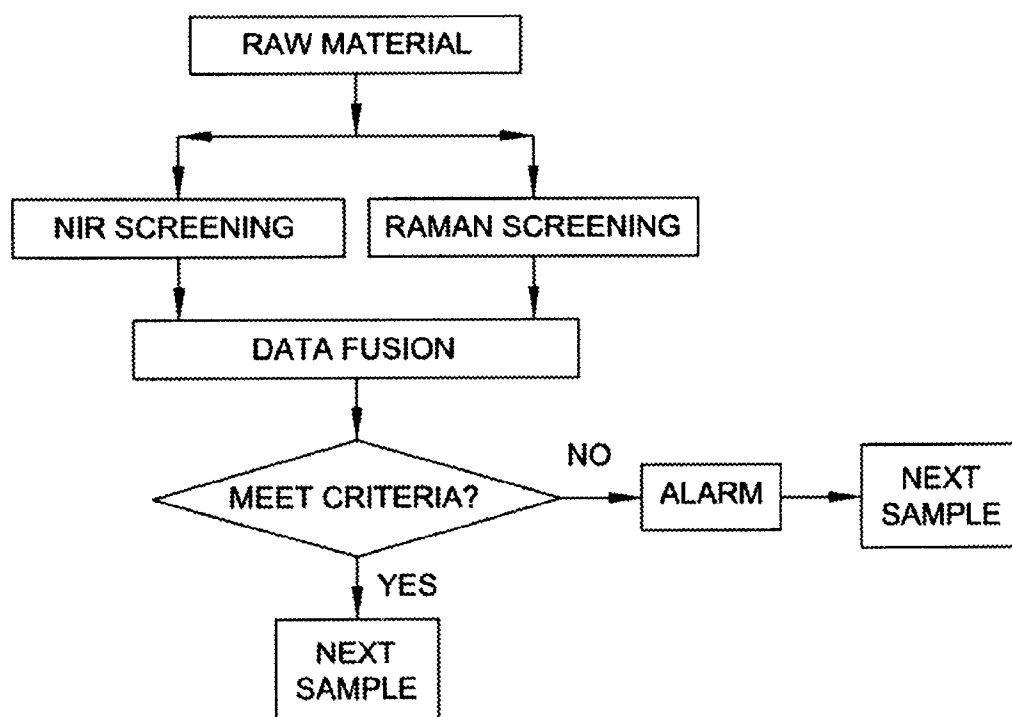 RAW MATERIAL
NIR SCREENING
RAMAN SCREENING
DATA FUSION
MEET CRITERIA?
NO
ALARM
NEXT
SAMPLE
YES
NEXT
SAMPLE